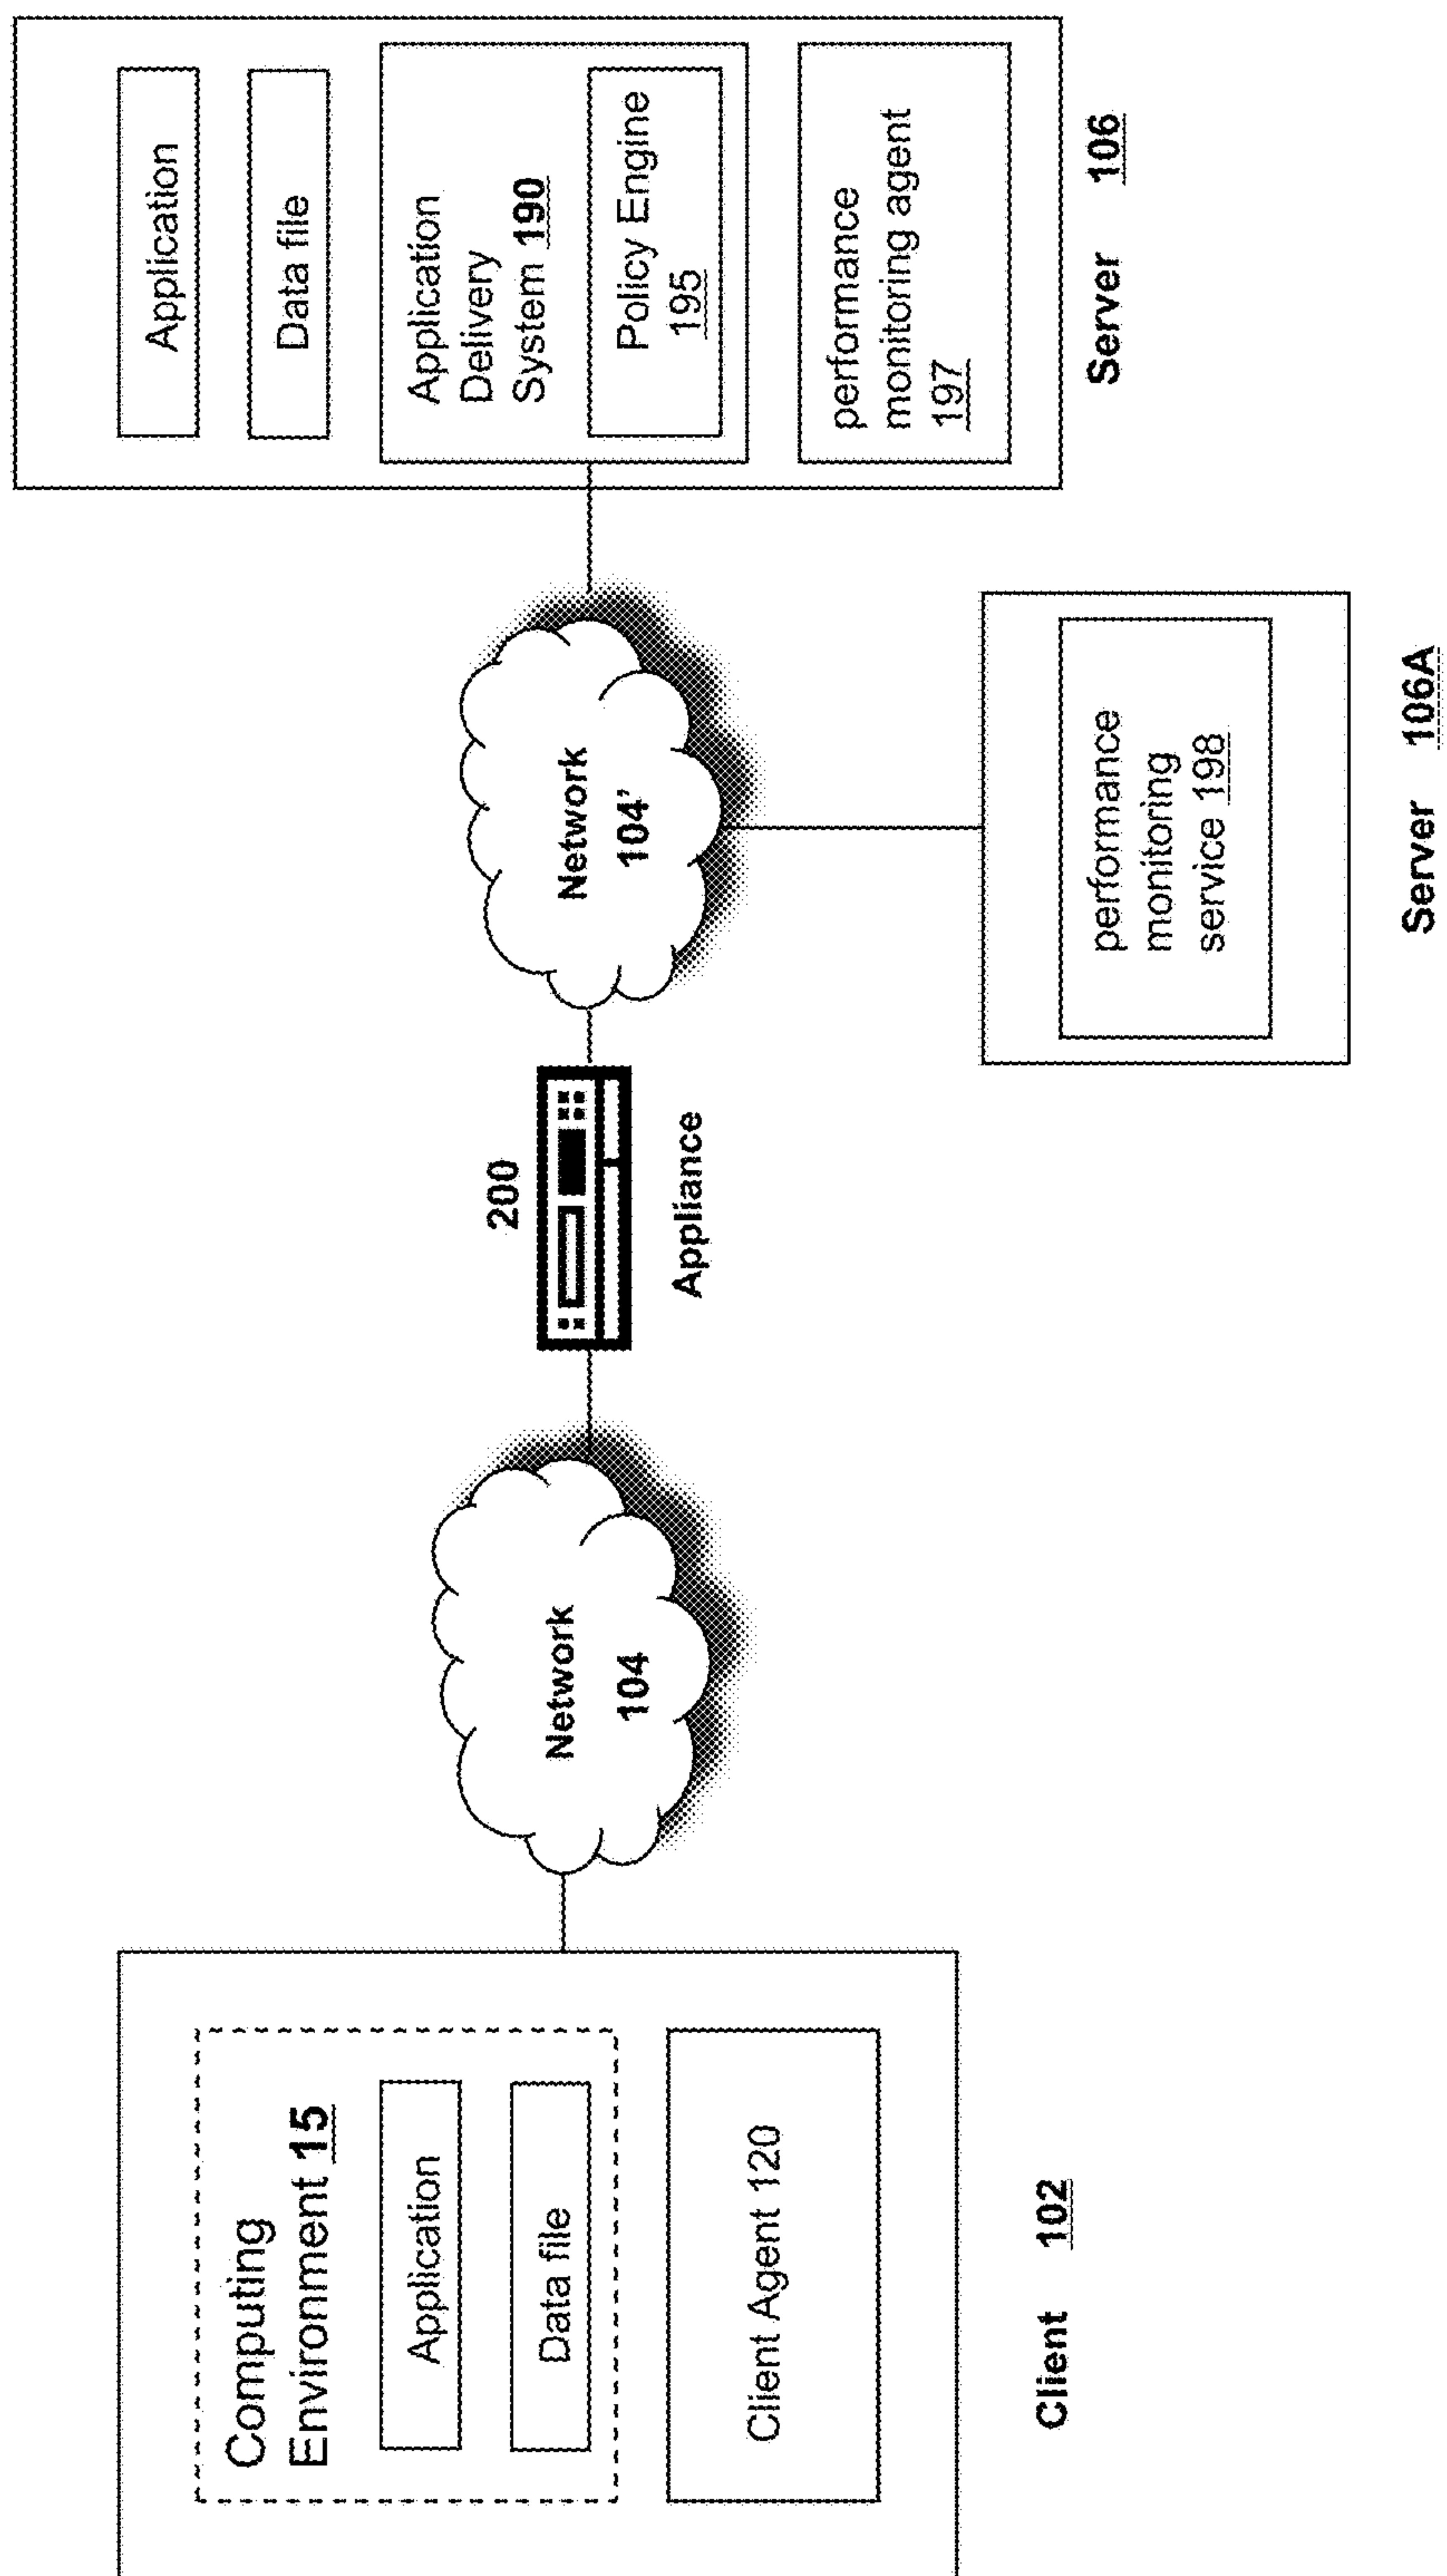 Computing
Environment 15
Application
Data file
Client Agent 120
Client 102
Network
104
200
Appliance
Network
104’
performance
monitoring
service 198
Server 106A
Application
Data file
Application
Delivery
System 190
Policy Engine
195
performance
monitoring agent
197
Server 106